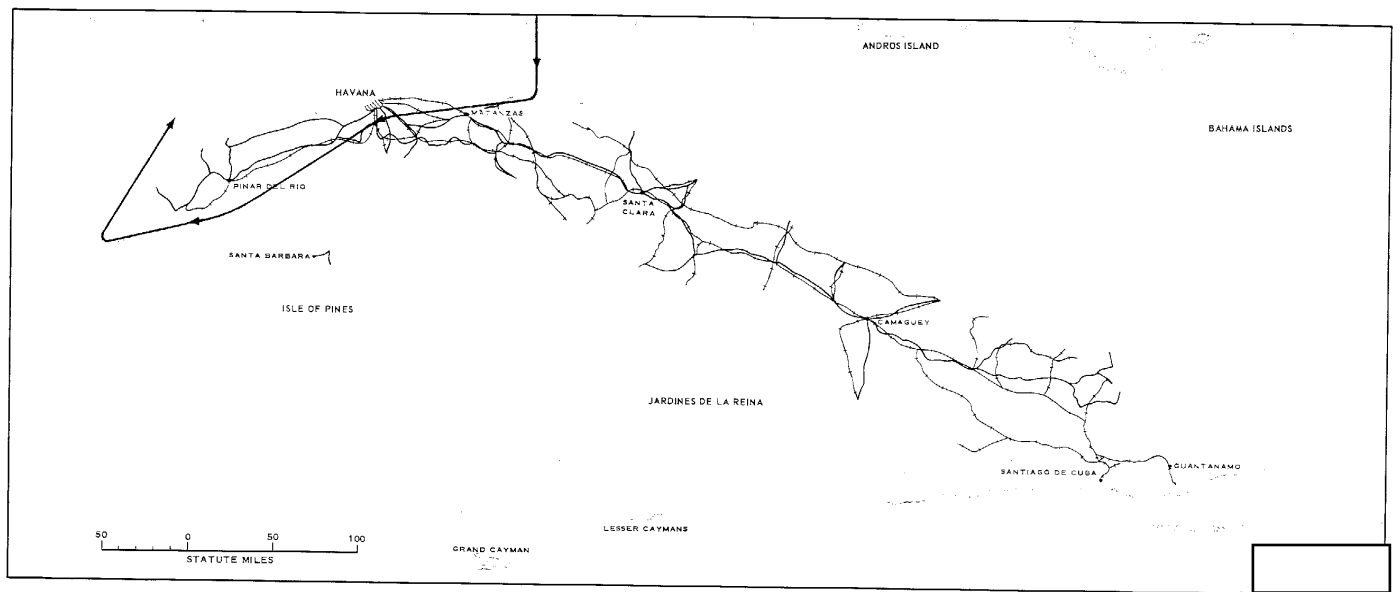 ANDROS ISLAND
HAVANA
MATANZAS
BAHAMA ISLANDS
PINAR DEL RIO
SANTA
CLARA
SANTA BARBARA
ISLE OF PINES
CAMAGUEY
JARDINES DE LA REINA
GUANTANAMO
SANTIAGO DE CUBA
LESSER CAYMANS
50 0 50 100
GRAND CAYMAN
STATUTE MILES